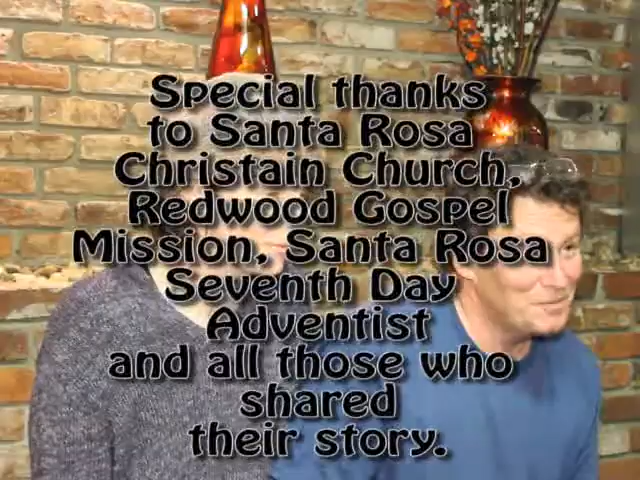 Special thanks
to Santa Rosa
Christain Church,
Redwood Gospel
Mission, Santa Rosa
Seventh Day
Adventist
and all those who
shared
their story.